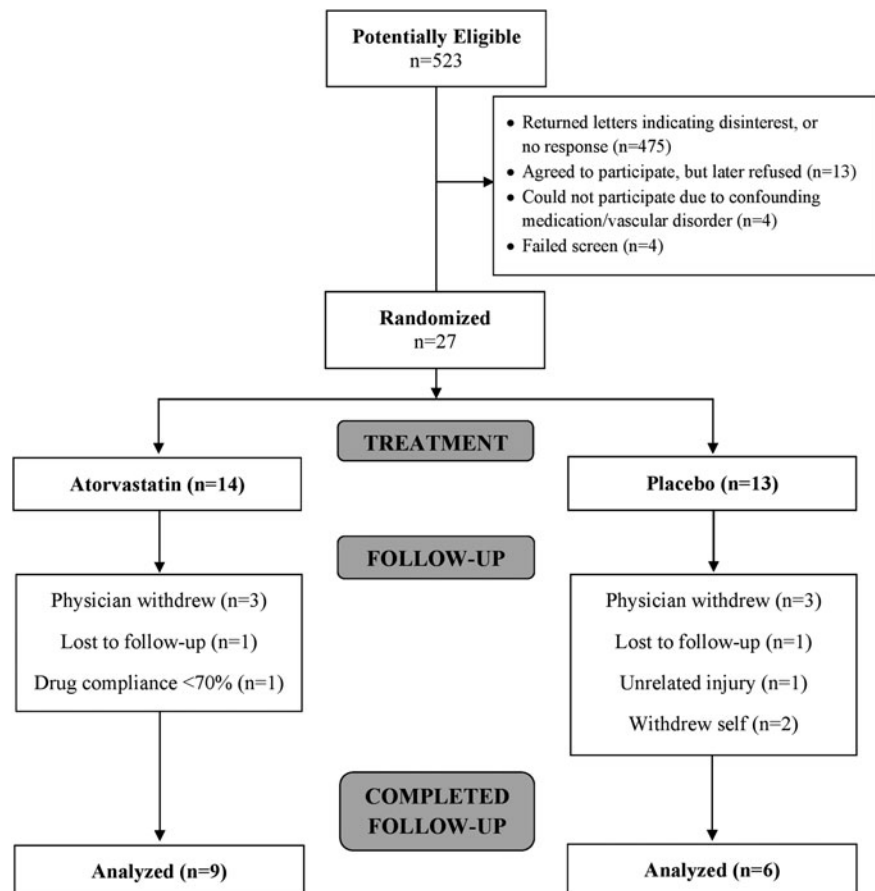 Potentially Eligible
n=523
• Returned letters indicating disinterest, or
no response (n=475)
• Agreed to participate, but later refused (n=13)
• Could not participate due to confounding
medication/vascular disorder (n=4)
• Failed screen (n=4)
Randomized
n=27
TREATMENT
Atorvastatin (n=14)
Placebo (n=13)
FOLLOW-UP
Physician withdrew (n=3)
Lost to follow-up (n=1)
Drug compliance <70% (n=1)
Physician withdrew (n=3)
Lost to follow-up (n=1)
Unrelated injury (n=1)
Withdrew self (n=2)
COMPLETED
FOLLOW-UP
Analyzed (n=9)
Analyzed (n=6)